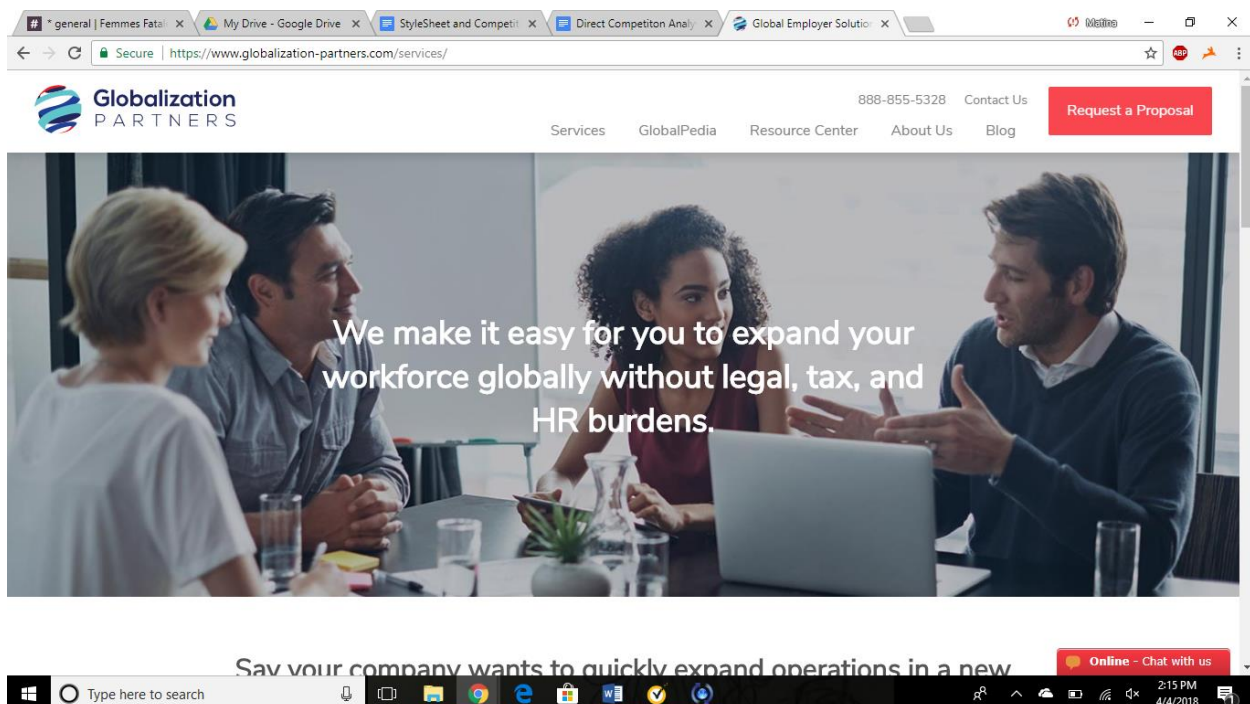 * general | Femmes Fatal
My Drive - Google Drive
StyleSheet and Competit
Direct Competiton Analy
Global Employer Solution
Matina
Secure | https://www.globalization-partners.com/services/
ABP
Globalization
PARTNERS
888-855-5328 Contact Us
Request a Proposal
Services GlobalPedia Resource Center About Us Blog
We make it easy for you to expand your
workforce globally without legal, tax, and
HR burdens.
Say your company wants to quickly expand operations in a new
Online - Chat with us
Type here to search
2:15 PM
4/4/2018